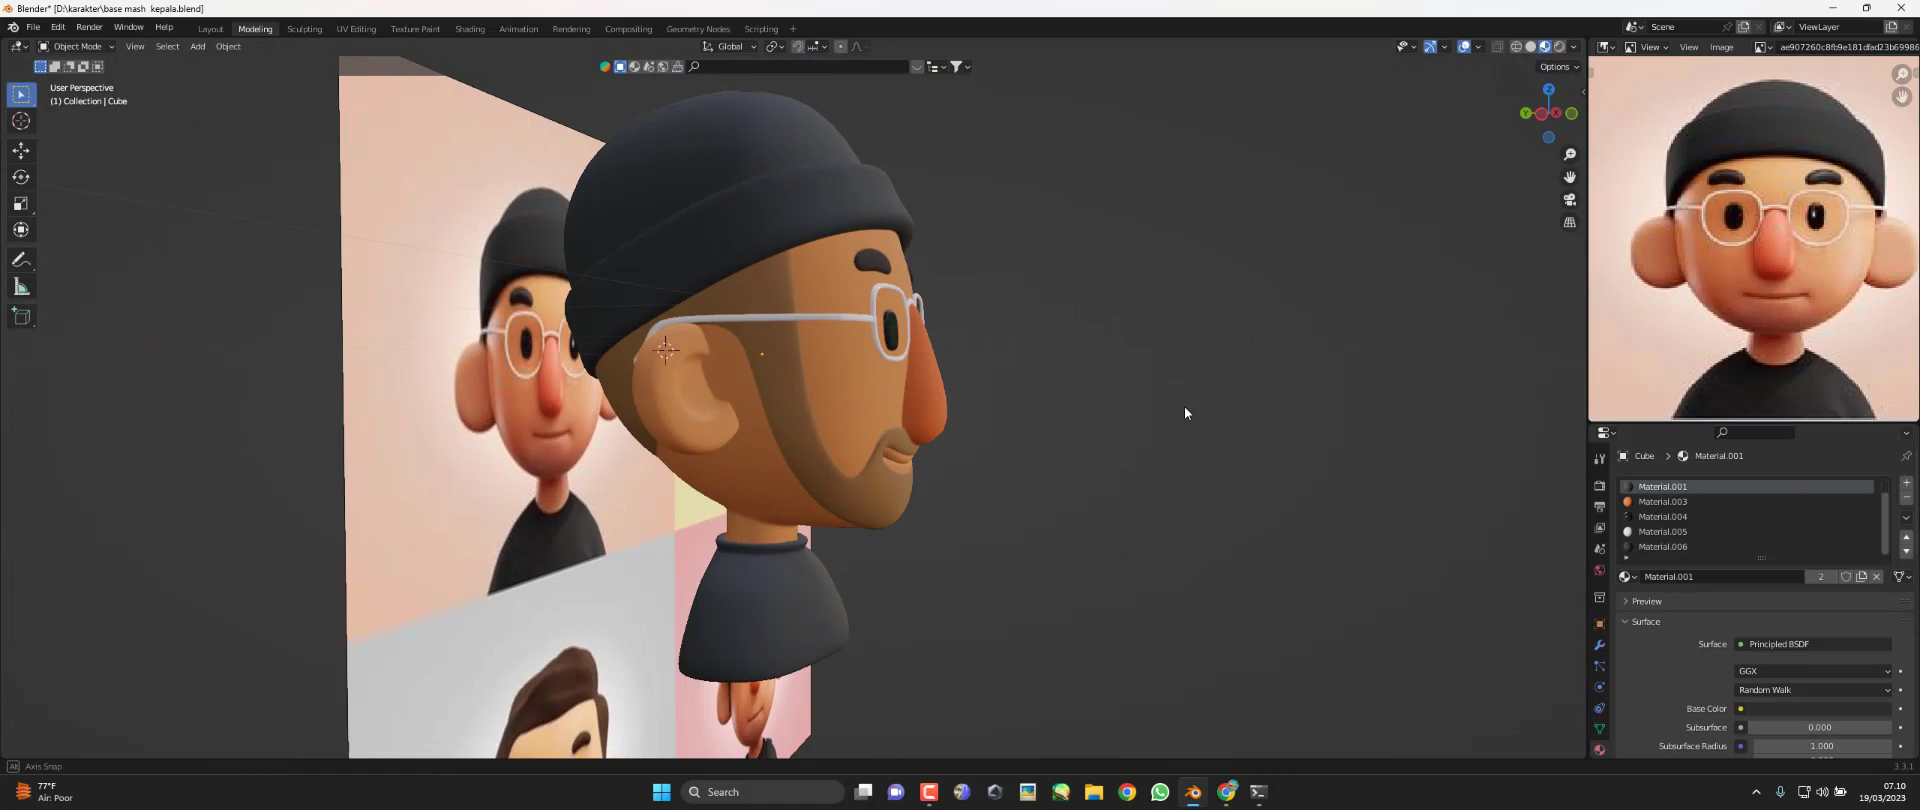 Blender* [D:\karakter\base mash  kepala.blend]
File Edit Render Window Help
Layout Modeling Sculpting UV Editing Texture Paint Shading Animation Rendering Compositing Geometry Nodes Scripting +
Scene
ViewLayer
Object Mode View Select Add Object
Global
View View Image ae907260c8fb9e181dfad23b69986
Options
User Perspective
(1) Collection | Cube
Z
Y X
Cube > Material.001
Material.001
Material.003
Material.004
Material.005
Material.006
Material.001 2
Preview
Surface
Surface Principled BSDF
GGX
Random Walk
Base Color
Subsurface 0.000
Subsurface Radius 1.000
Alt Axis Snap
3.3.1
77°F
Air: Poor
Search
07.10
19/03/2023